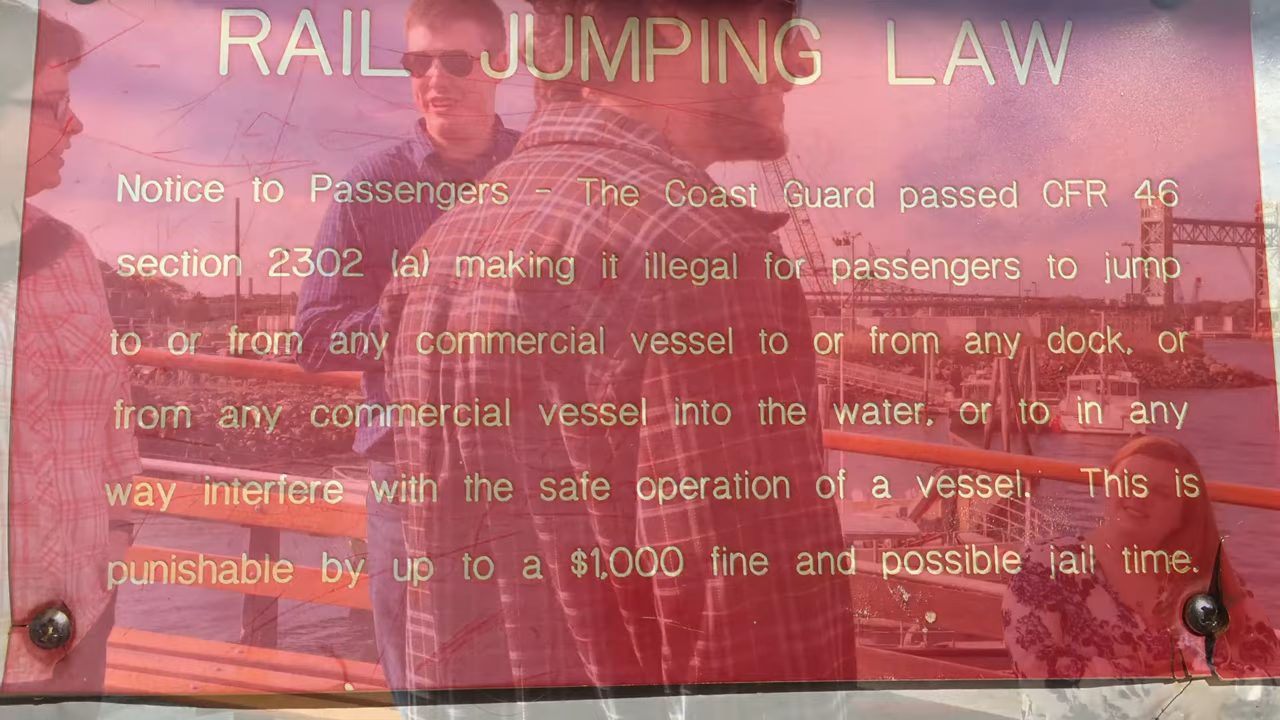 RAIL JUMPING LAW
Notice to Passengers - The Coast Guard passed CFR 46
section 2302 (a) making it illegal for passengers to jump
to or from any commercial vessel to or from any dock, or
from any commercial vessel into the water, or to in any
way interfere with the safe operation of a vessel. This is
punishable by up to a $1,000 fine and possible jail time.